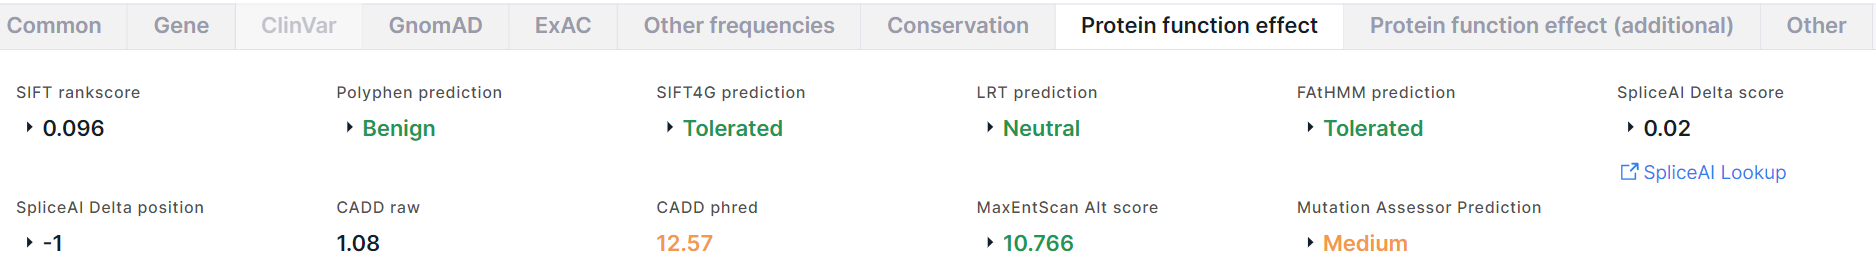 Common Gene ClinVar GnomAD ExAC Other frequencies Conservation Protein function effect Protein function effect (additional) Other
SIFT rankscore Polyphen prediction SIFT4G prediction LRT prediction FAtHMM prediction SpliceAI Delta score
0.096 Benign Tolerated Neutral Tolerated 0.02
SpliceAI Lookup
SpliceAI Delta position CADD raw CADD phred MaxEntScan Alt score Mutation Assessor Prediction
-1 1.08 12.57 10.766 Medium